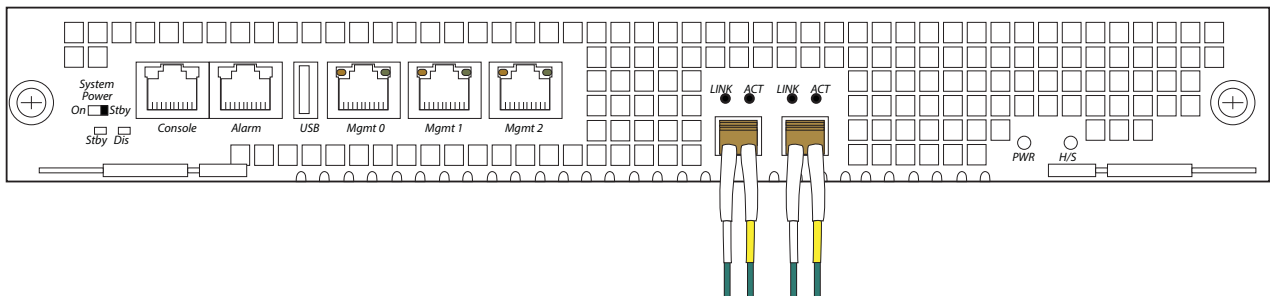 System
Power
On Stby
Stby Dis
Console
Alarm
USB
Mgmt 0
Mgmt 1
Mgmt 2
LINK ACT
LINK ACT
PWR
H/S